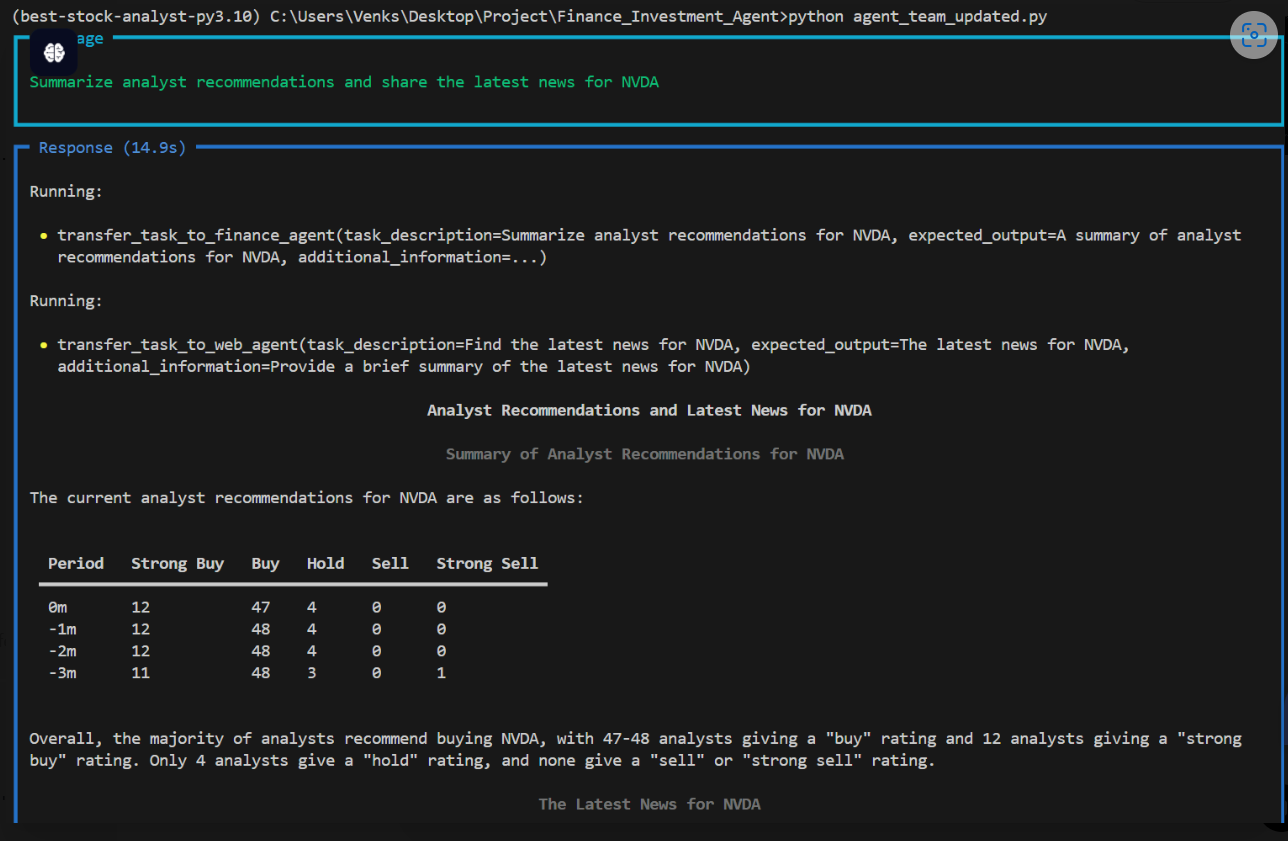 (best-stock-analyst-py3.10) C:\Users\Venks\Desktop\Project\Finance_Investment_Agent>python agent_team_updated.py
age
Summarize analyst recommendations and share the latest news for NVDA
Response (14.9s)
Running:
• transfer_task_to_finance_agent(task_description=Summarize analyst recommendations for NVDA, expected_output=A summary of analyst
recommendations for NVDA, additional_information=...)
Running:
• transfer_task_to_web_agent(task_description=Find the latest news for NVDA, expected_output=The latest news for NVDA,
additional_information=Provide a brief summary of the latest news for NVDA)
Analyst Recommendations and Latest News for NVDA
Summary of Analyst Recommendations for NVDA
The current analyst recommendations for NVDA are as follows:
Period Strong Buy Buy Hold Sell Strong Sell
0m 12 47 4 0 0
-1m 12 48 4 0 0
-2m 12 48 4 0 0
-3m 11 48 3 0 1
Overall, the majority of analysts recommend buying NVDA, with 47-48 analysts giving a "buy" rating and 12 analysts giving a "strong
buy" rating. Only 4 analysts give a "hold" rating, and none give a "sell" or "strong sell" rating.
The Latest News for NVDA